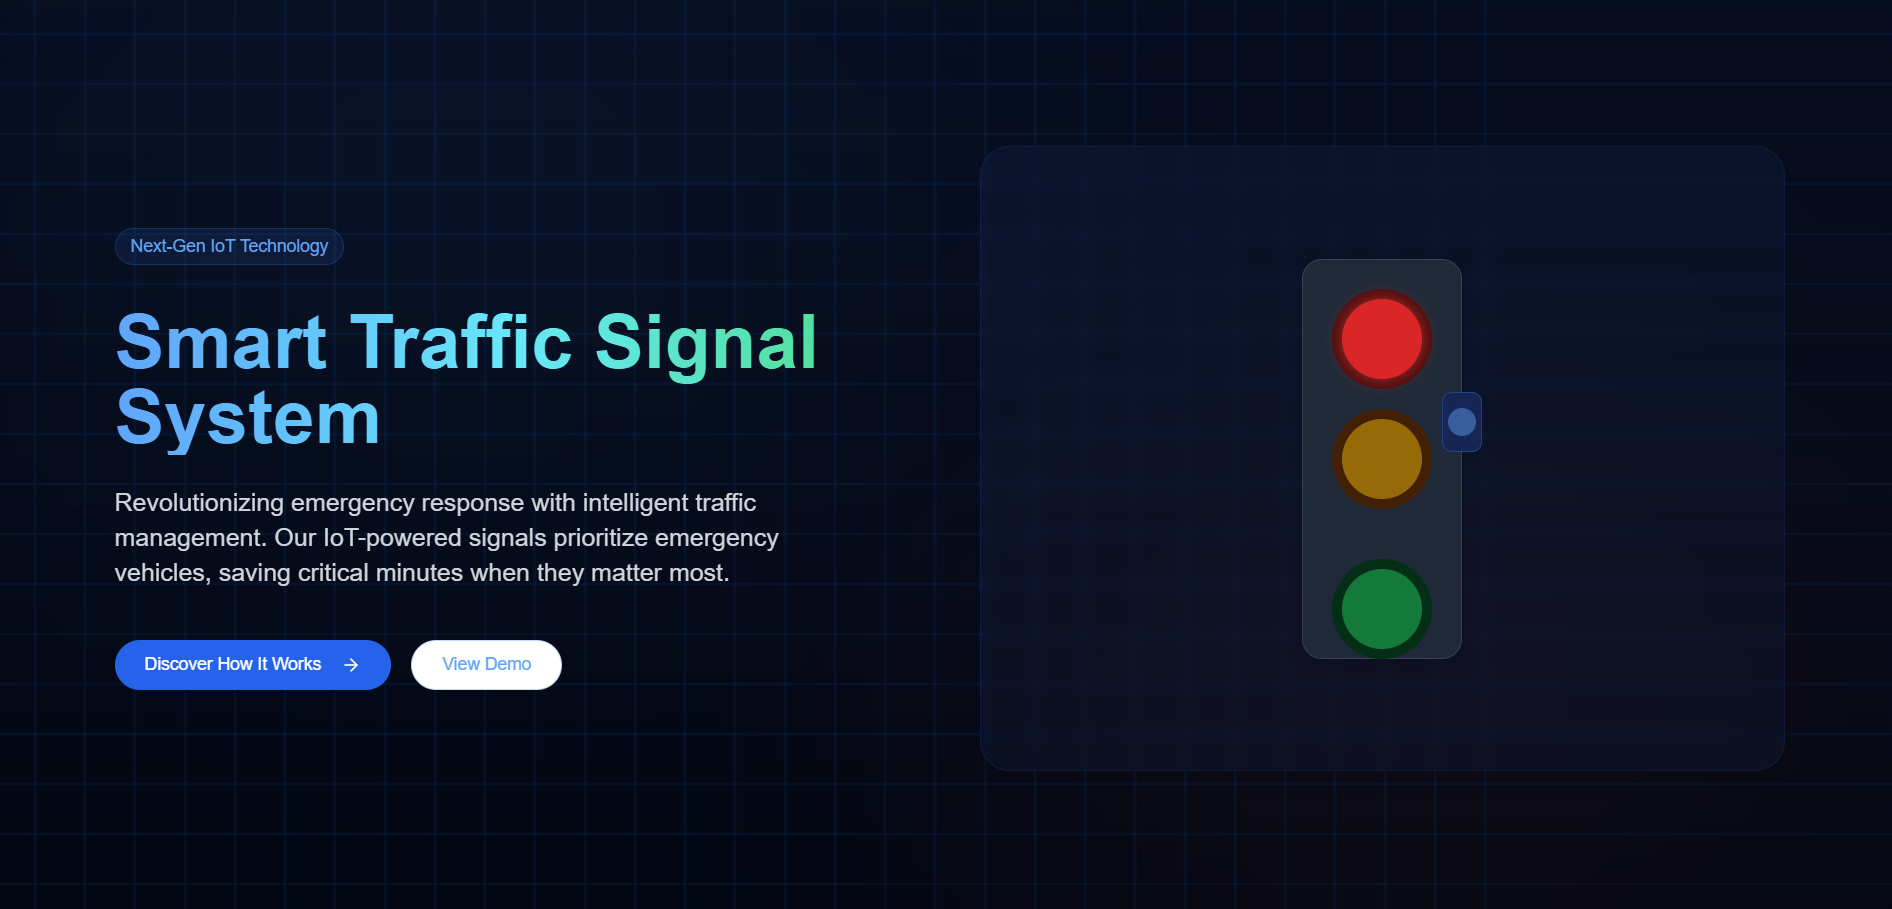 Next-Gen IoT Technology
Smart Traffic Signal
System
Revolutionizing emergency response with intelligent traffic
management. Our IoT-powered signals prioritize emergency
vehicles, saving critical minutes when they matter most.
Discover How It Works
View Demo